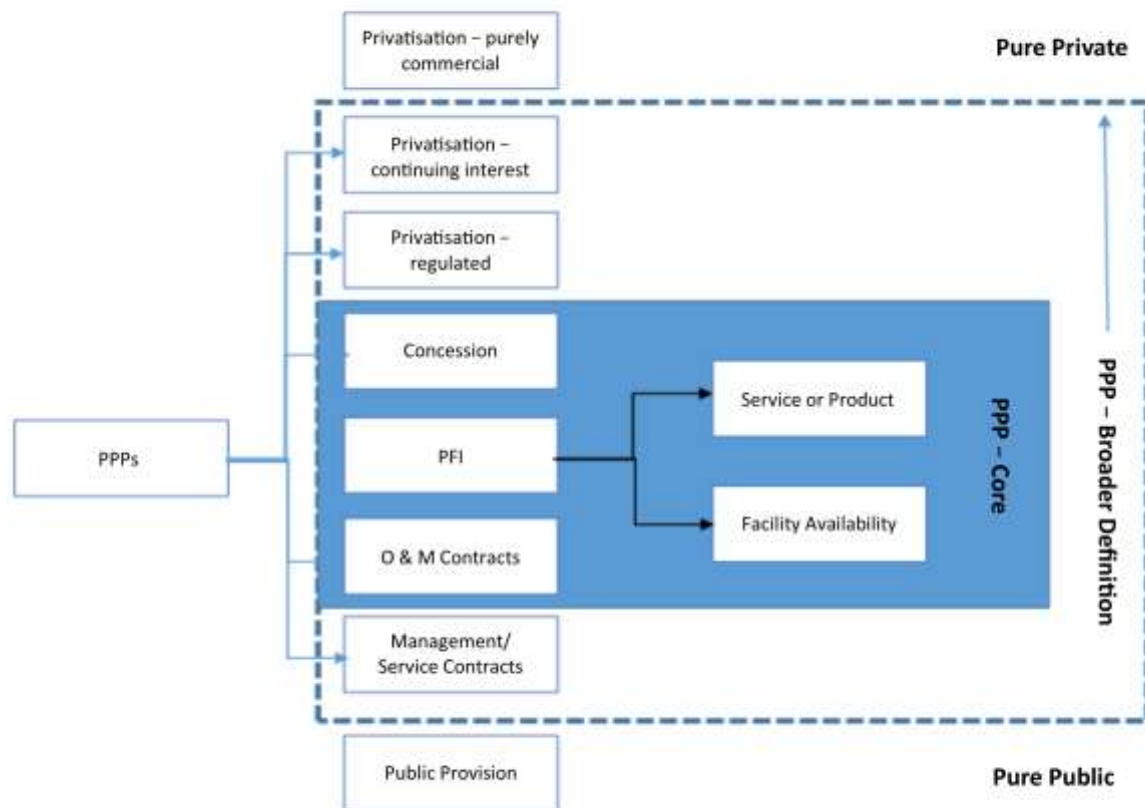 Privatisation – purely
commercial
Pure Private
Privatisation –
continuing interest
Privatisation –
regulated
Concession
Service or Product
PPPs
PFI
PPP – Core
PPP – Broader Definition
Facility Availability
O & M Contracts
Management/
Service Contracts
Public Provision
Pure Public